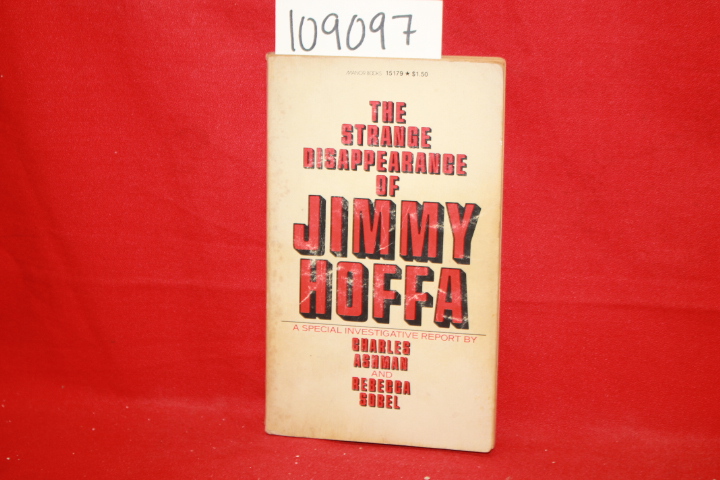 109097
MANOR BOOKS 15179 ★ $1.50
THE
STRANGE
DISAPPEARANCE
OF
JIMMY
HOFFA
A SPECIAL INVESTIGATIVE REPORT BY
CHARLES
ASHMAN
AND
REBECCA
SOBEL